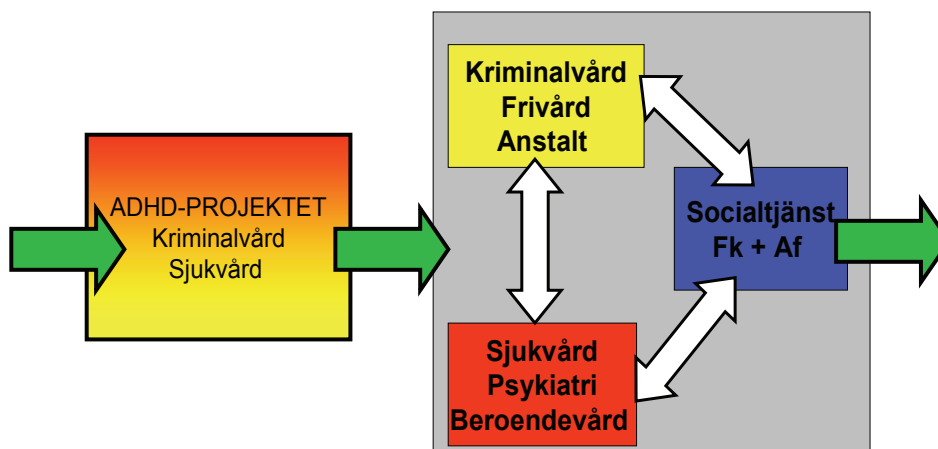 ADHD-PROJEKTET
Kriminalvård
Sjukvård
Kriminalvård
Frivård
Anstalt
Socialtjänst
Fk + Af
Sjukvård
Psykiatri
Beroendevård